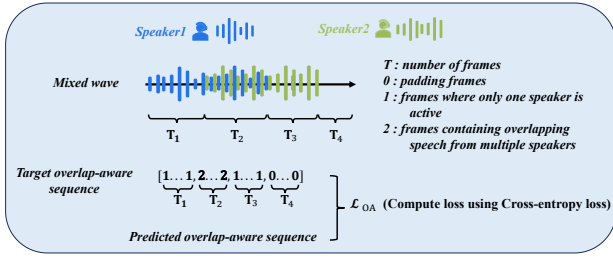 Speaker1
Speaker2
Mixed wave
T₁ T₂ T₃ T₄
T : number of frames
0 : padding frames
1 : frames where only one speaker is
active
2 : frames containing overlapping
speech from multiple speakers
Target overlap-aware
sequence
[1…1, 2…2, 1…1, 0…0]
T₁ T₂ T₃ T₄
Predicted overlap-aware sequence
ℒ OA (Compute loss using Cross-entropy loss)